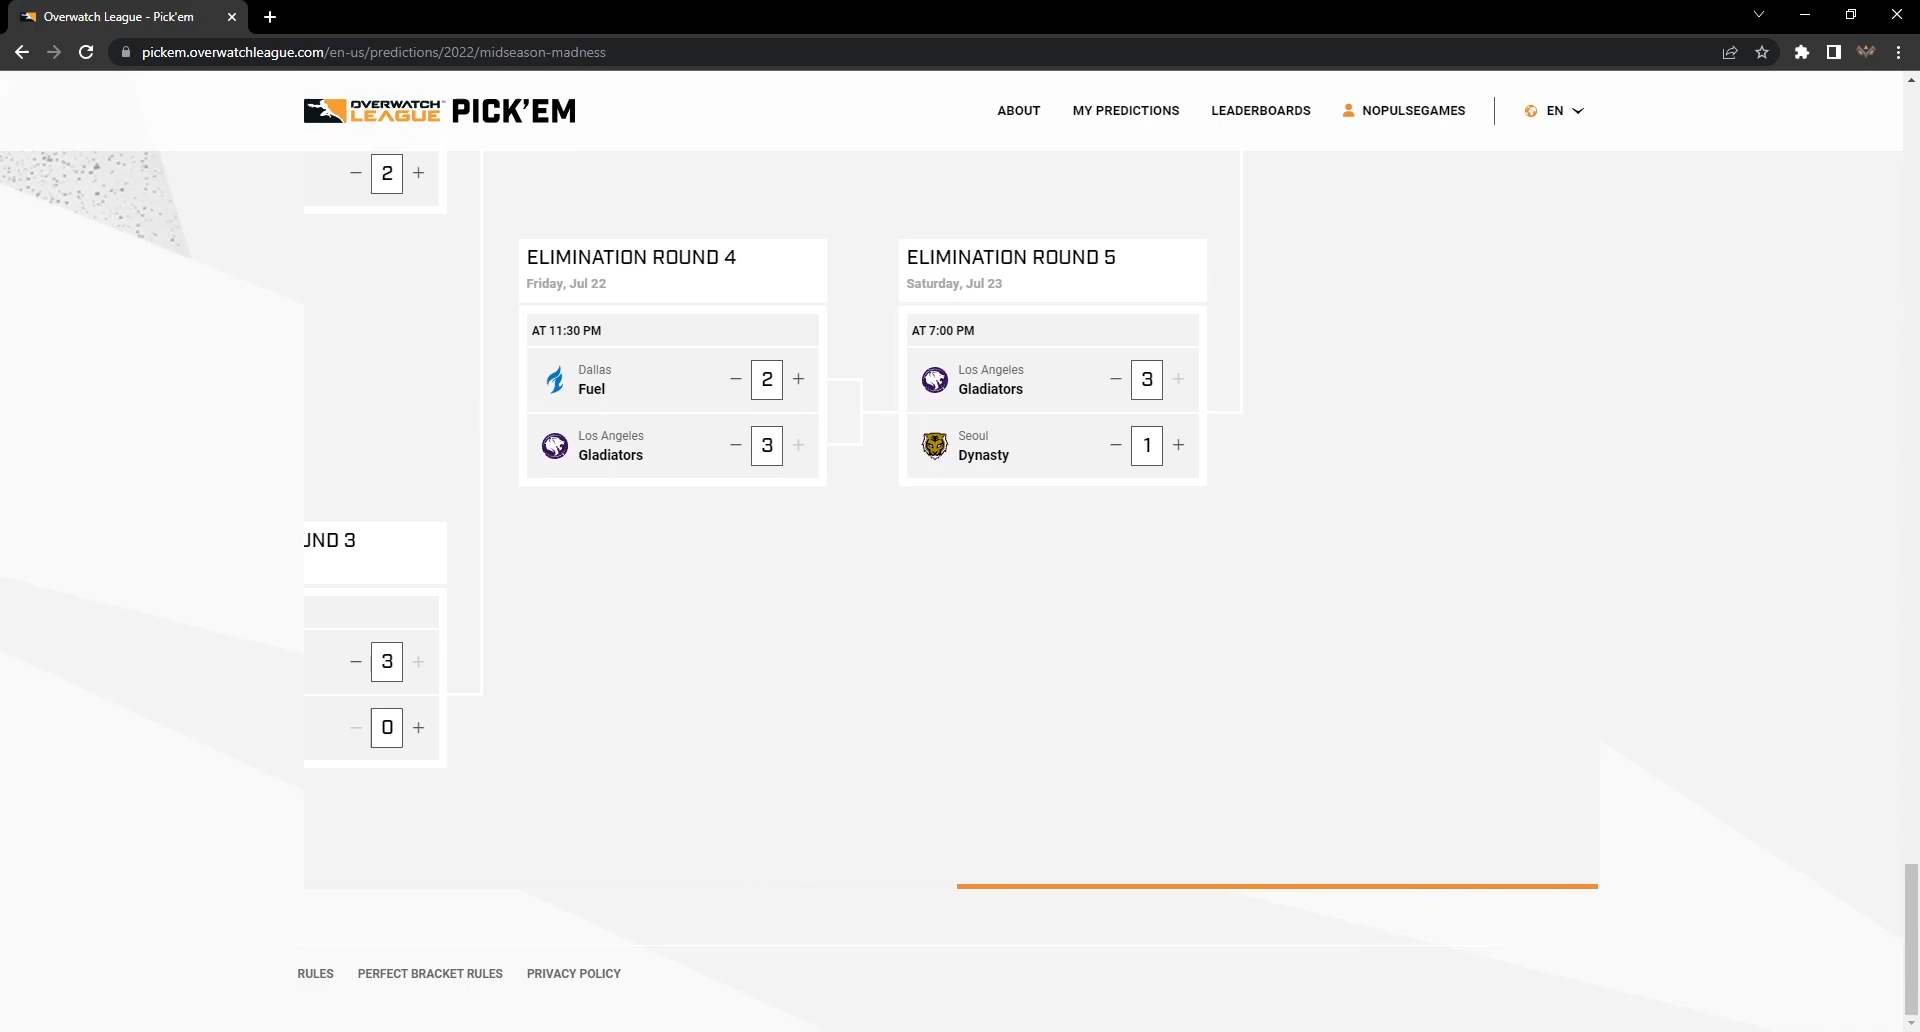 Overwatch League - Pick'em
pickem.overwatchleague.com/en-us/predictions/2022/midseason-madness
OVERWATCH LEAGUE PICK'EM
ABOUT MY PREDICTIONS LEADERBOARDS NOPULSEGAMES EN
− 2 +
ELIMINATION ROUND 4
Friday, Jul 22
AT 11:30 PM
Dallas
Fuel − 2 +
Los Angeles
Gladiators − 3 +
ELIMINATION ROUND 5
Saturday, Jul 23
AT 7:00 PM
Los Angeles
Gladiators − 3 +
Seoul
Dynasty − 1 +
UND 3
− 3 +
− 0 +
RULES PERFECT BRACKET RULES PRIVACY POLICY